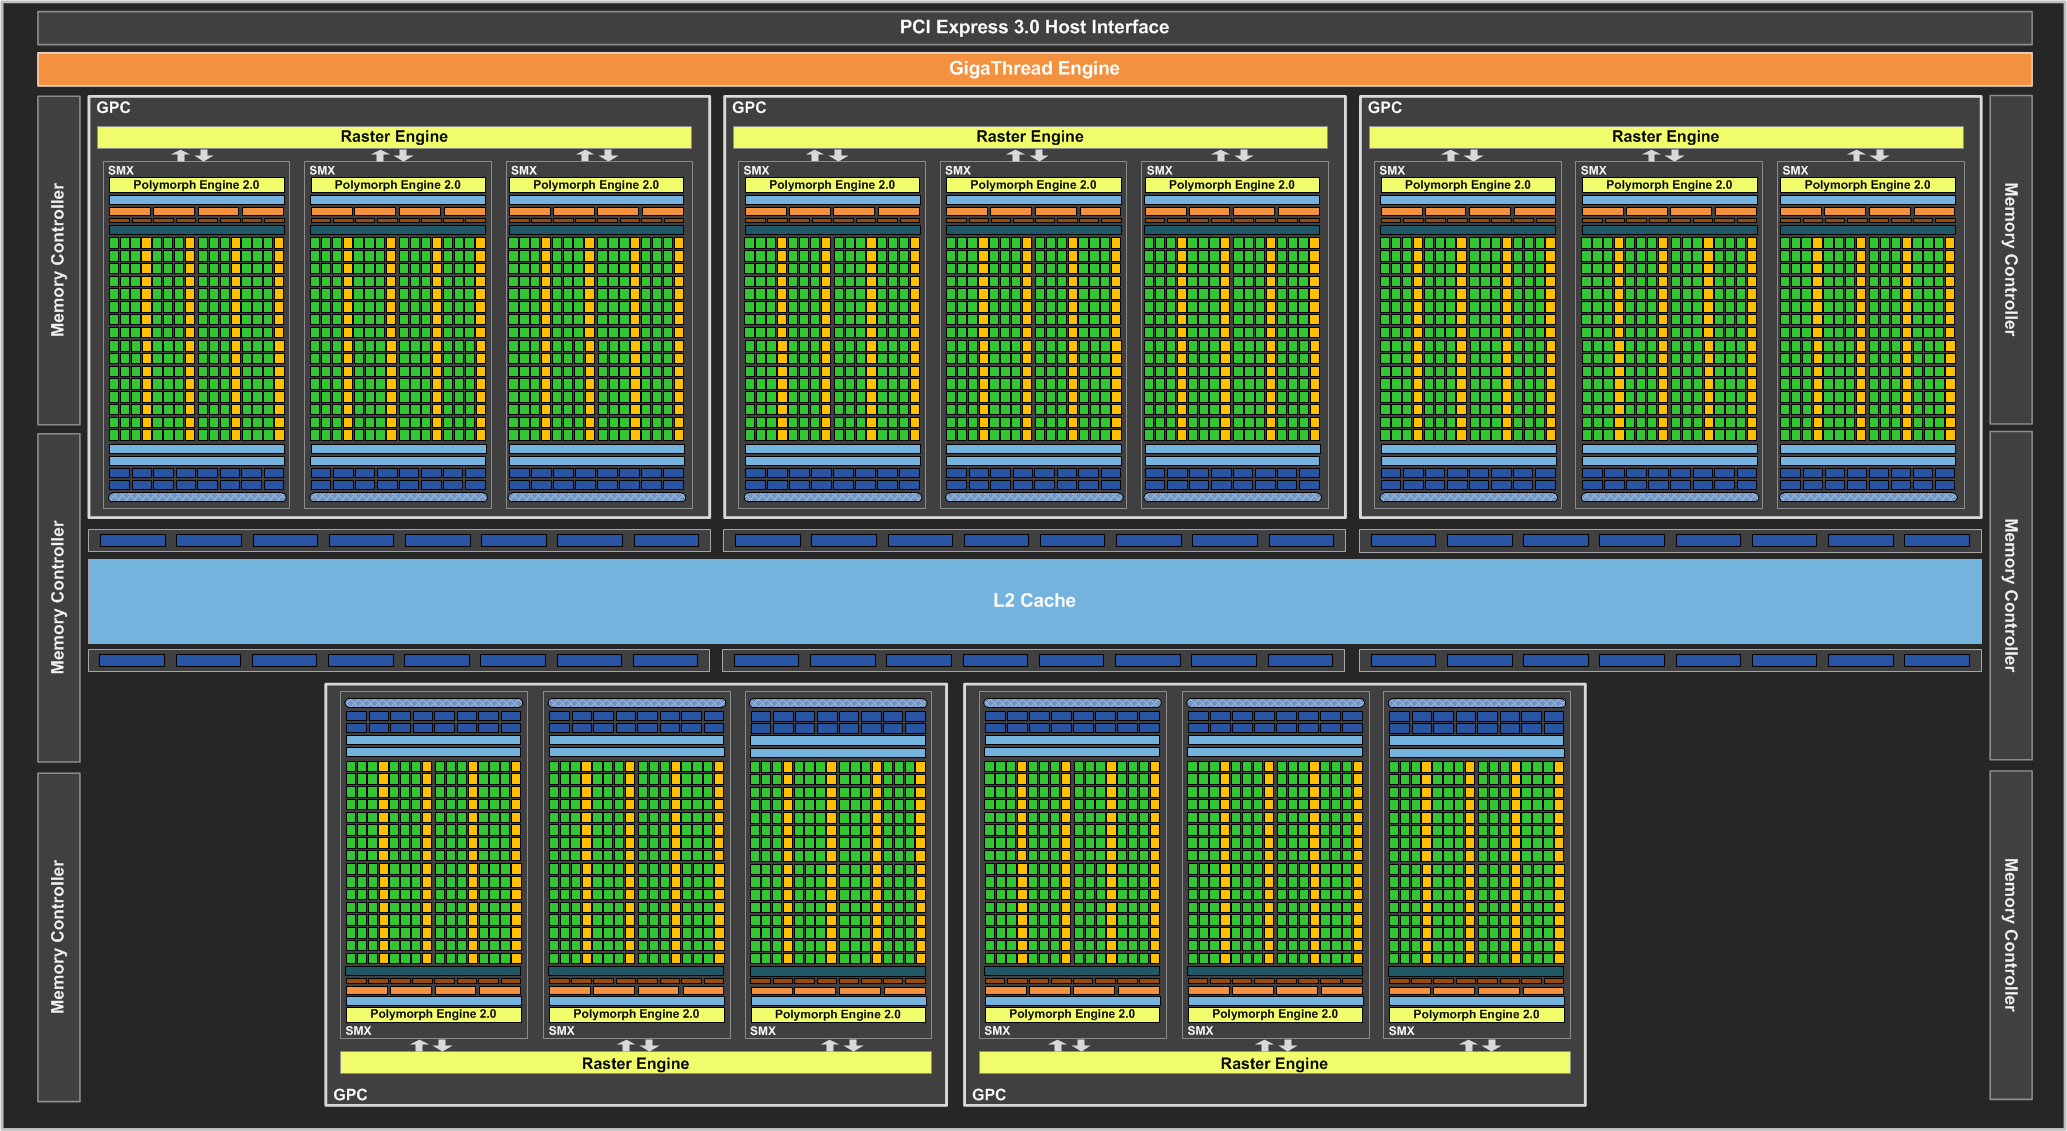 PCI Express 3.0 Host Interface
GigaThread Engine
Memory Controller
Memory Controller
Memory Controller
GPC
Raster Engine
SMX
Polymorph Engine 2.0
SMX
Polymorph Engine 2.0
SMX
Polymorph Engine 2.0
GPC
Raster Engine
SMX
Polymorph Engine 2.0
SMX
Polymorph Engine 2.0
SMX
Polymorph Engine 2.0
GPC
Raster Engine
SMX
Polymorph Engine 2.0
SMX
Polymorph Engine 2.0
SMX
Polymorph Engine 2.0
Memory Controller
Memory Controller
Memory Controller
L2 Cache
Polymorph Engine 2.0
SMX
Polymorph Engine 2.0
SMX
Polymorph Engine 2.0
SMX
Raster Engine
GPC
Polymorph Engine 2.0
SMX
Polymorph Engine 2.0
SMX
Polymorph Engine 2.0
SMX
Raster Engine
GPC